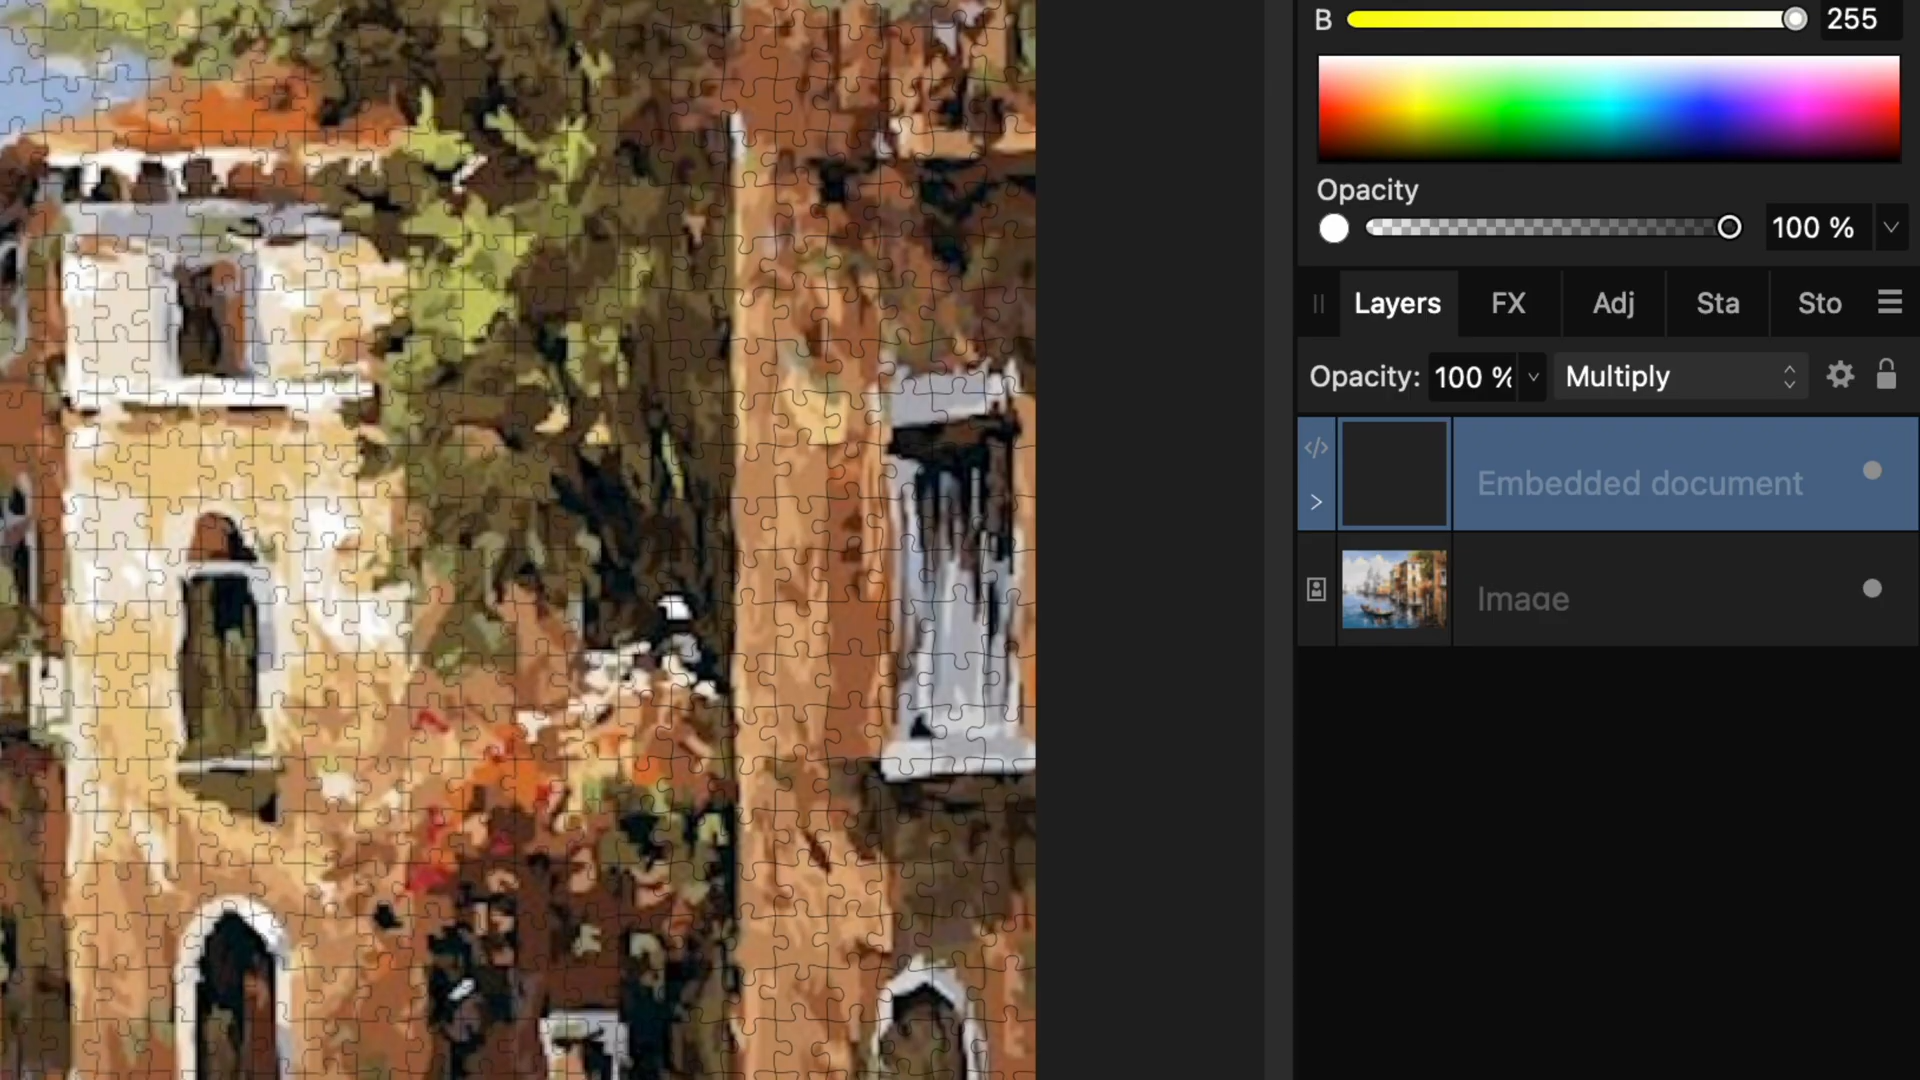 B 255
Opacity
100 %
Layers FX Adj Sta Sto
Opacity: 100 % Multiply
Embedded document
Image